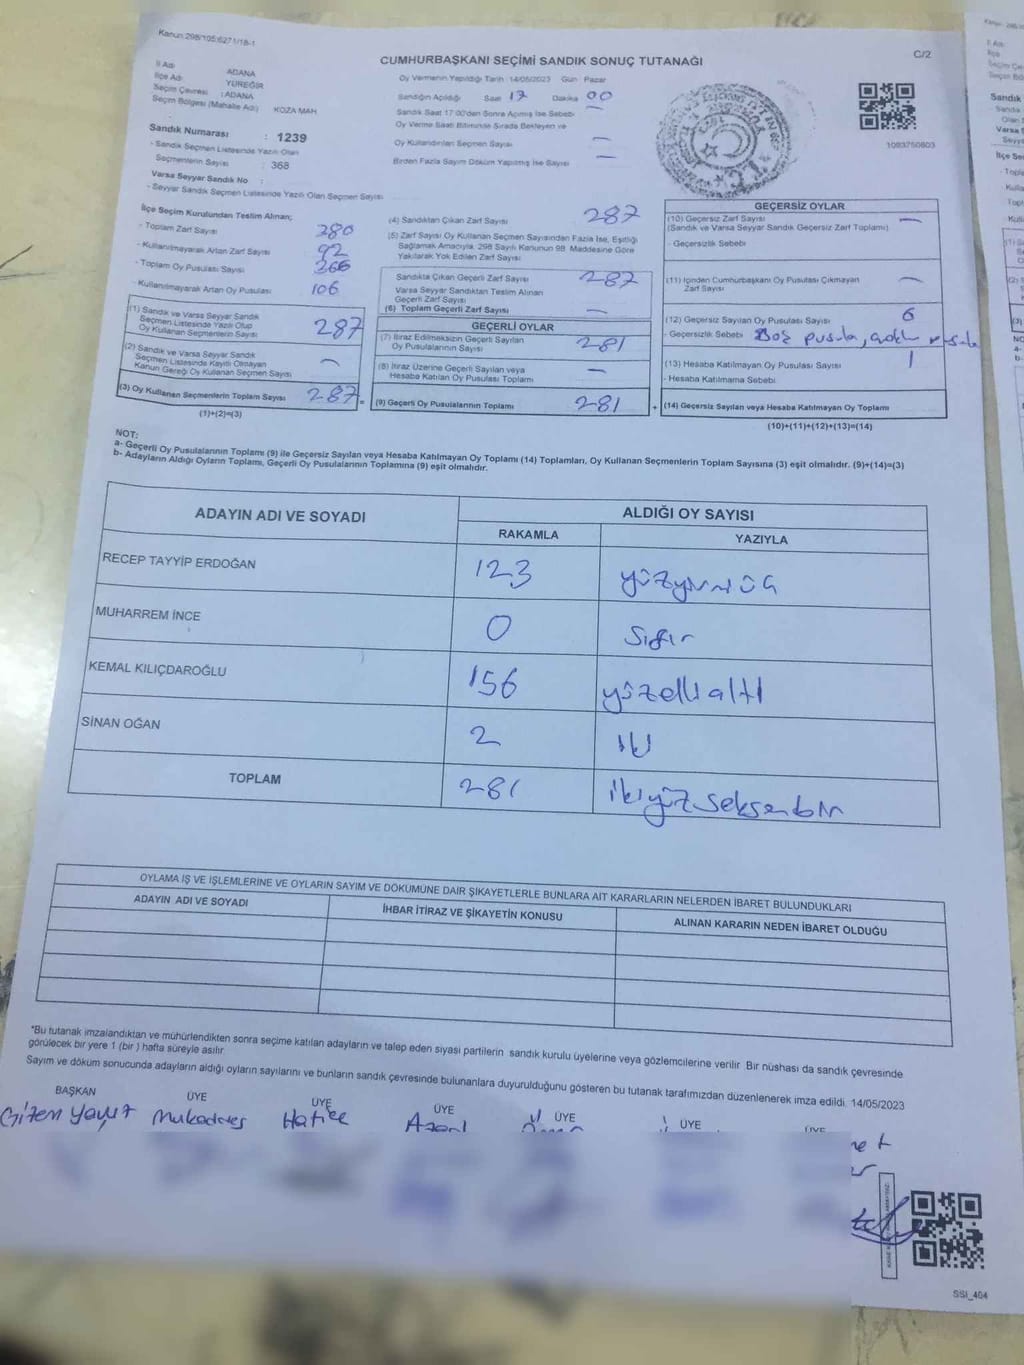 Kanun:298/105;6271/18-1
C/2
CUMHURBAŞKANI SEÇİMİ SANDIK SONUÇ TUTANAĞI
İl Adı ADANA
İlçe Adı YÜREĞİR
Seçim Çevresi :ADANA
Seçim Bölgesi (Mahalle Adı) KOZA MAH
Sandık Numarası : 1239
- Sandık Seçmen Listesinde Yazılı Olan
Seçmenlerin Sayısı : 368
Varsa Seyyar Sandık No :
- Seyyar Sandık Seçmen Listesinde Yazılı Olan Seçmen Sayısı
Oy Vermenin Yapıldığı Tarih :14/05/2023 Gün Pazar
Sandığın Açıldığı Saat 17 Dakika 00
Sandık Saat 17:00'den Sonra Açılmış İse Sebebi
Oy Verme Saati Bitiminde Sırada Bekleyen ve
Oy Kullandırılan Seçmen Sayısı —
Birden Fazla Sayım Döküm Yapılmış İse Sayısı —
1093750803
İlçe Seçim Kurulundan Teslim Alınan;
- Toplam Zarf Sayısı 380
- Kullanılmayarak Artan Zarf Sayısı 92
- Toplam Oy Pusulası Sayısı
- Kullanılmayarak Artan Oy Pusulası 106
(1) Sandık ve Varsa Seyyar Sandık
Seçmen Listesinde Yazılı Olup
Oy Kullanan Seçmenlerin Sayısı 287
(2) Sandık ve Varsa Seyyar Sandık
Seçmen Listesinde Kayıtlı Olmayan
Kanun Gereği Oy Kullanan Seçmen Sayısı —
(3) Oy Kullanan Seçmenlerin Toplam Sayısı 287 =
(1)+(2)=(3)
(4) Sandıktan Çıkan Zarf Sayısı 287
(5) Zarf Sayısı Oy Kullanan Seçmen Sayısından Fazla İse, Eşitliği
Sağlamak Amacıyla, 298 Sayılı Kanunun 98. Maddesine Göre
Yakılarak Yok Edilen Zarf Sayısı
Sandıkta Çıkan Geçerli Zarf Sayısı 287
Varsa Seyyar Sandıktan Teslim Alınan
Geçerli Zarf Sayısı
(6) Toplam Geçerli Zarf Sayısı —
GEÇERLİ OYLAR
(7) İtiraz Edilmeksizin Geçerli Sayılan
Oy Pusulalarının Sayısı 281
(8) İtiraz Üzerine Geçerli Sayılan veya
Hesaba Katılan Oy Pusulası Toplamı —
(9) Geçerli Oy Pusulalarının Toplamı 281 +
GEÇERSİZ OYLAR
(10) Geçersiz Zarf Sayısı —
(Sandık ve Varsa Seyyar Sandık Geçersiz Zarf Toplamı)
- Geçersizlik Sebebi
(11) İçinden Cumhurbaşkanı Oy Pusulası Çıkmayan —
Zarf Sayısı
(12) Geçersiz Sayılan Oy Pusulası Sayısı 6
- Geçersizlik Sebebi Boş pusula,
(13) Hesaba Katılmayan Oy Pusulası Sayısı 1
- Hesaba Katılmama Sebebi
(14) Geçersiz Sayılan veya Hesaba Katılmayan Oy Toplamı
(10)+(11)+(12)+(13)=(14)
NOT:
a- Geçerli Oy Pusulalarının Toplamı (9) ile Geçersiz Sayılan veya Hesaba Katılmayan Oy Toplamı (14) Toplamları, Oy Kullanan Seçmenlerin Toplam Sayısına (3) eşit olmalıdır. (9)+(14)=(3)
b- Adayların Aldığı Oyların Toplamı, Geçerli Oy Pusulalarının Toplamına (9) eşit olmalıdır.
ADAYIN ADI VE SOYADI
ALDIĞI OY SAYISI
RAKAMLA YAZIYLA
RECEP TAYYİP ERDOĞAN 123 yüzyirmiüç
MUHARREM İNCE 0 Sıfır
KEMAL KILIÇDAROĞLU 156 yüzellialtı
SİNAN OĞAN 2 iki
TOPLAM 281 ikiyüzseksenbir
OYLAMA İŞ VE İŞLEMLERİNE VE OYLARIN SAYIM VE DÖKÜMÜNE DAİR ŞİKAYETLERLE BUNLARA AİT KARARLARIN NELERDEN İBARET BULUNDUKLARI
ADAYIN ADI VE SOYADI İHBAR İTİRAZ VE ŞİKAYETİN KONUSU ALINAN KARARIN NEDEN İBARET OLDUĞU
*Bu tutanak imzalandıktan ve mühürlendikten sonra seçime katılan adayların ve talep eden siyasi partilerin sandık kurulu üyelerine veya gözlemcilerine verilir. Bir nüshası da sandık çevresinde
görülecek bir yere 1 (bir ) hafta süreyle asılır.
Sayım ve döküm sonucunda adayların aldığı oyların sayılarını ve bunların sandık çevresinde bulunanlara duyurulduğunu gösteren bu tutanak tarafımızdan düzenlenerek imza edildi. 14/05/2023
BAŞKAN ÜYE ÜYE ÜYE ÜYE ÜYE ÜYE
Gizem Mukaddes Hatice
SSI_404